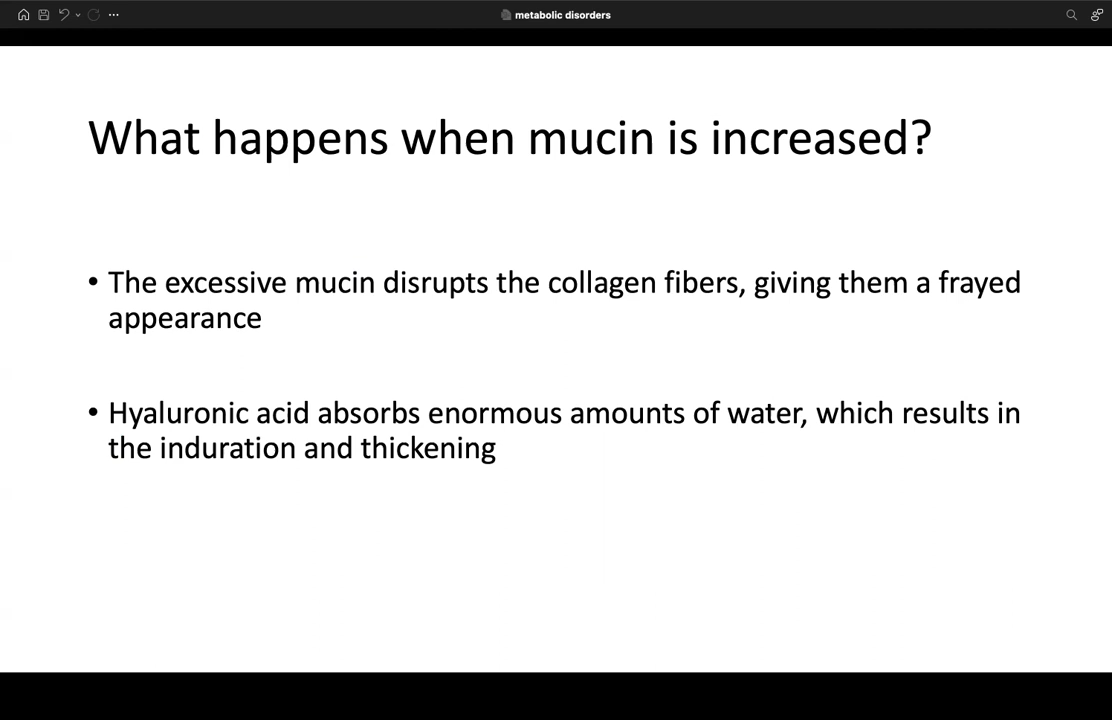 metabolic disorders
What happens when mucin is increased?
• The excessive mucin disrupts the collagen fibers, giving them a frayed
appearance
• Hyaluronic acid absorbs enormous amounts of water, which results in
the induration and thickening